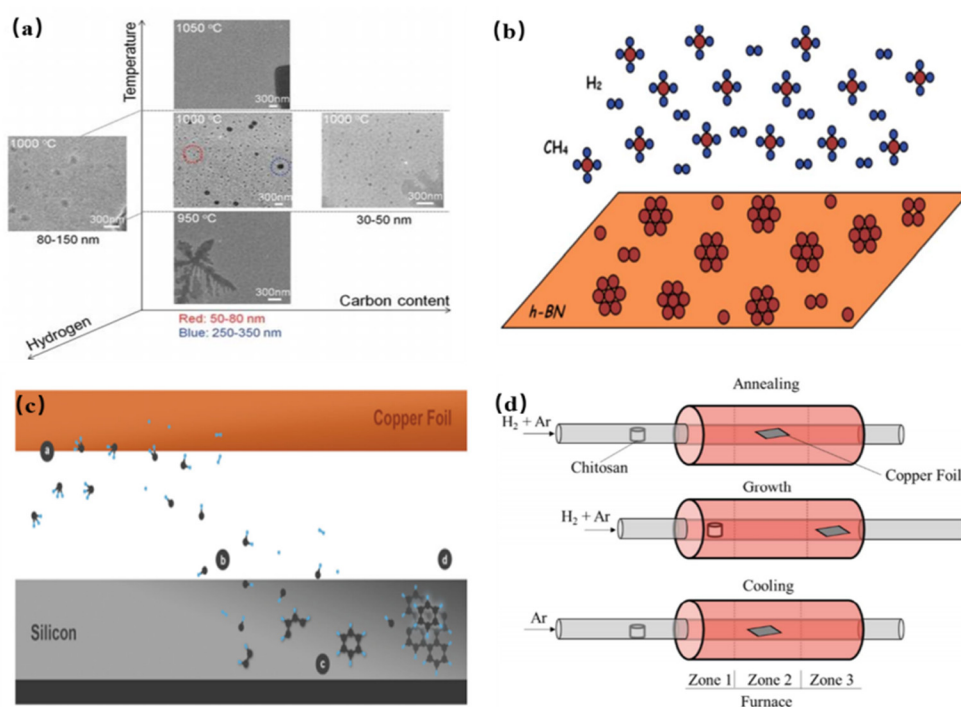 (a)
Temperature
1050 °C
300nm
1000 °C
300nm
80-150 nm
1000 °C
300nm
1000 °C
300nm
30-50 nm
950 °C
300nm
Carbon content
Hydrogen
Red: 50-80 nm
Blue: 250-350 nm
(b)
H₂
CH₄
h-BN
(c)
Copper Foil
a
b
d
Silicon
c
(d)
Annealing
H₂ + Ar
Chitosan
Copper Foil
Growth
H₂ + Ar
Cooling
Ar
Zone 1 Zone 2 Zone 3
Furnace